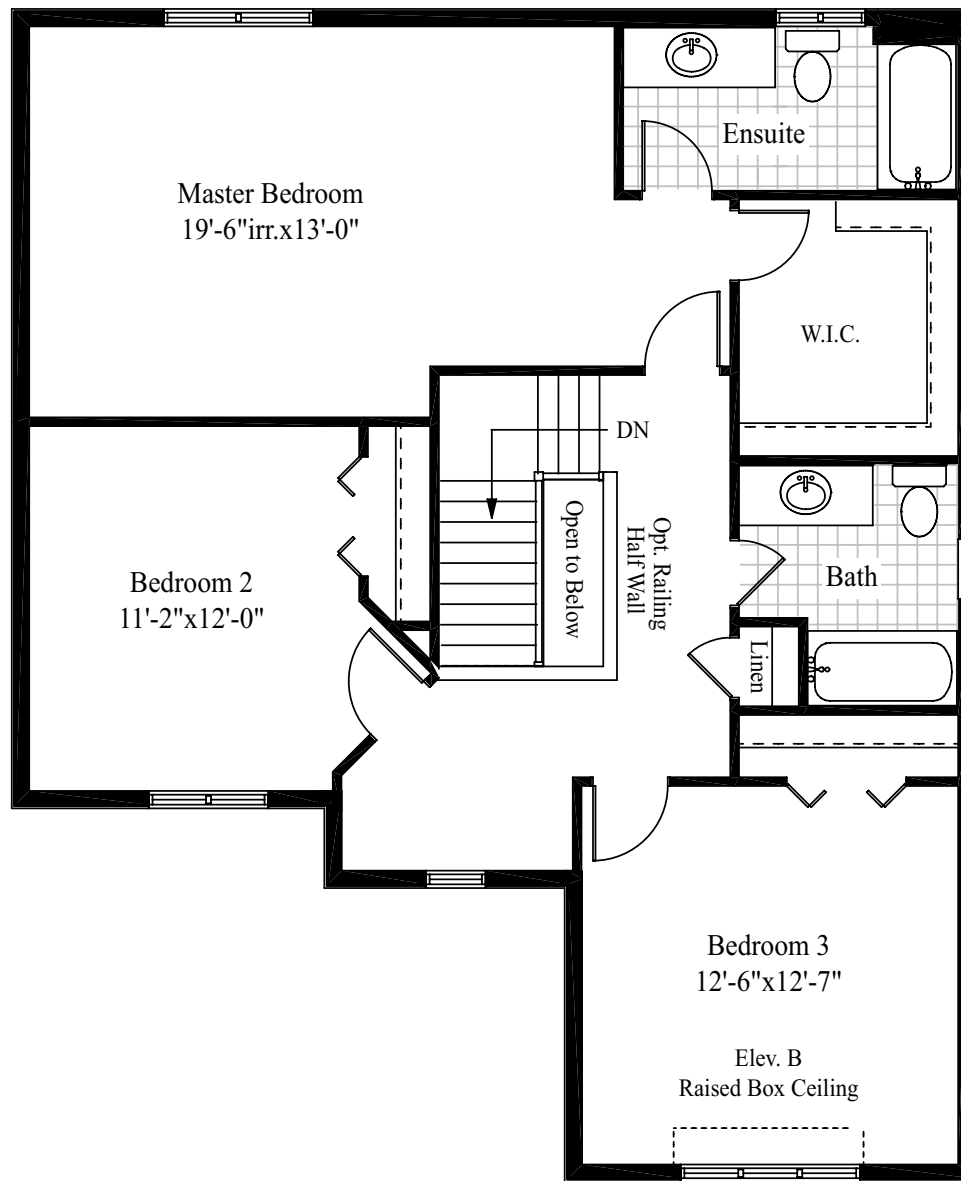 Ensuite
Master Bedroom
19'-6"irr.x13'-0"
W.I.C.
DN
Open to Below
Opt. Railing
Half Wall
Bedroom 2
11'-2"x12'-0"
Bath
Linen
Bedroom 3
12'-6"x12'-7"
Elev. B
Raised Box Ceiling